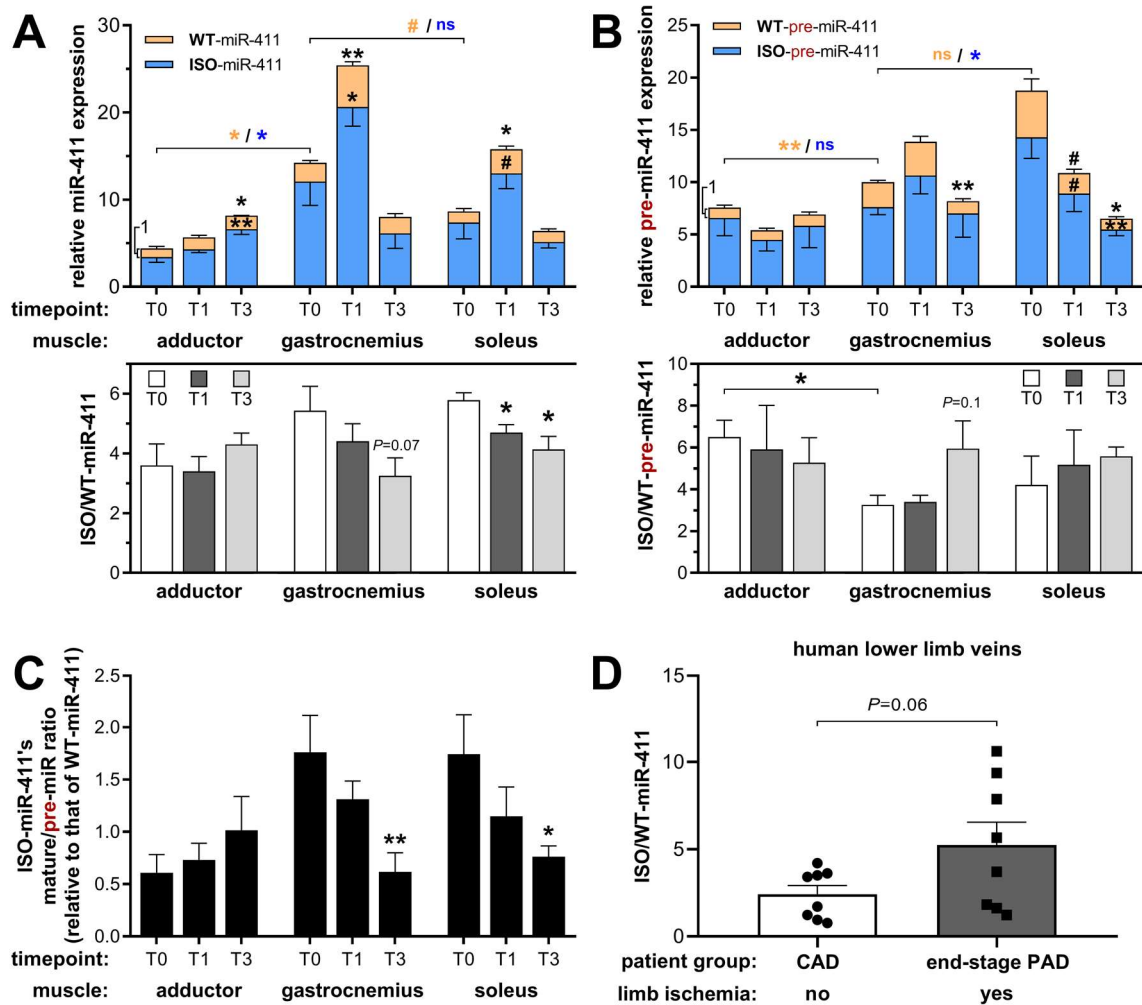 A
relative miR-411 expression
30
20
10
0
WT-miR-411
ISO-miR-411
# / ns
**
*
* / *
*
**
*
#
1
timepoint: T0 T1 T3 T0 T1 T3 T0 T1 T3
muscle: adductor gastrocnemius soleus
ISO/WT-miR-411
6
4
2
0
T0 T1 T3
P=0.07
*
*
adductor gastrocnemius soleus
B
relative pre-miR-411 expression
25
20
15
10
5
0
WT-pre-miR-411
ISO-pre-miR-411
ns / *
** / ns
1
**
#
#
*
**
T0 T1 T3 T0 T1 T3 T0 T1 T3
adductor gastrocnemius soleus
ISO/WT-pre-miR-411
10
8
6
4
2
0
*
P=0.1
T0 T1 T3
adductor gastrocnemius soleus
C
ISO-miR-411's
mature/pre-miR ratio
(relative to that of WT-miR-411)
2.5
2.0
1.5
1.0
0.5
0.0
**
*
timepoint: T0 T1 T3 T0 T1 T3 T0 T1 T3
muscle: adductor gastrocnemius soleus
D
human lower limb veins
ISO/WT-miR-411
15
10
5
0
P=0.06
patient group: CAD end-stage PAD
limb ischemia: no yes